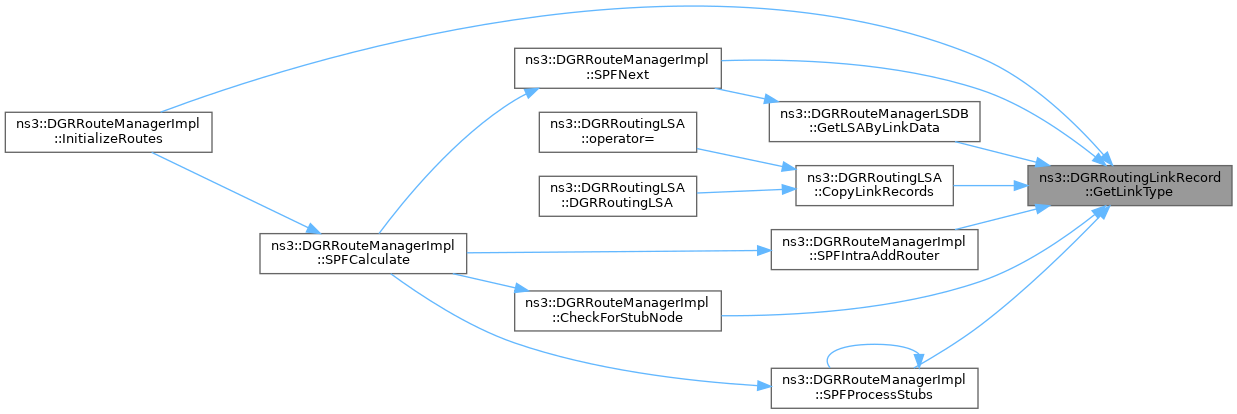 ns3::DGRRouteManagerImpl
::InitializeRoutes
ns3::DGRRouteManagerImpl
::SPFCalculate
ns3::DGRRouteManagerImpl
::SPFNext
ns3::DGRRoutingLSA
::operator=
ns3::DGRRoutingLSA
::DGRRoutingLSA
ns3::DGRRouteManagerImpl
::CheckForStubNode
ns3::DGRRouteManagerLSDB
::GetLSAByLinkData
ns3::DGRRoutingLSA
::CopyLinkRecords
ns3::DGRRouteManagerImpl
::SPFIntraAddRouter
ns3::DGRRouteManagerImpl
::SPFProcessStubs
ns3::DGRRoutingLinkRecord
::GetLinkType